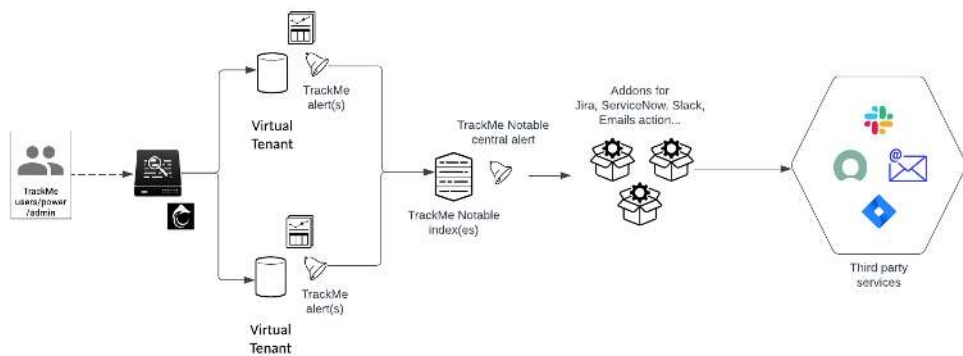 TrackMe
users/power
/admin
TrackMe
alert(s)
Virtual
Tenant
TrackMe
alert(s)
Virtual
Tenant
TrackMe Notable
central alert
TrackMe Notable
index(es)
Addons for
Jira, ServiceNow, Slack,
Emails action...
@
Third party
services